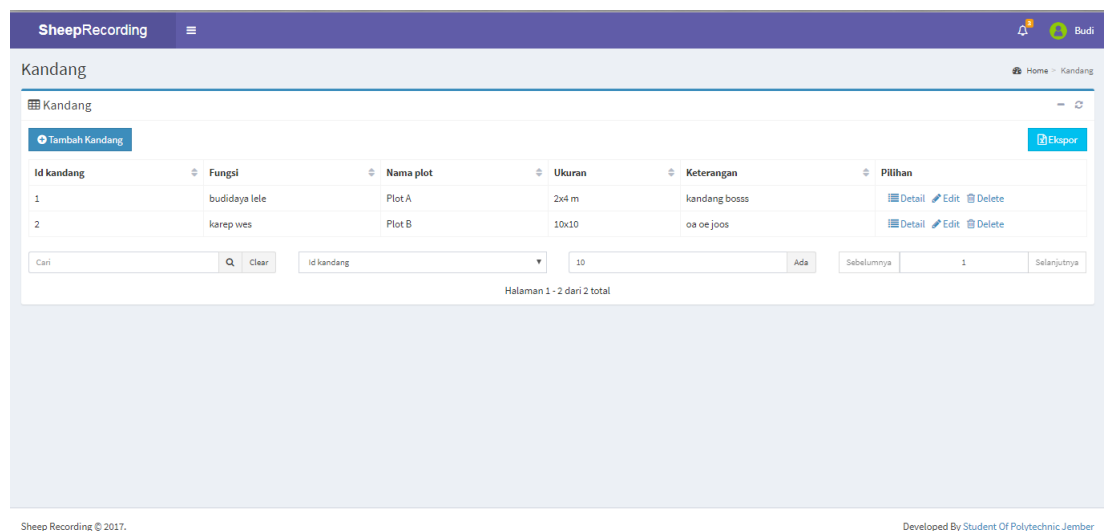 SheepRecording Budi
Kandang Home > Kandang
Kandang
Tambah Kandang Ekspor
Id kandang Fungsi Nama plot Ukuran Keterangan Pilihan
1 budidaya lele Plot A 2x4 m kandang bosss Detail Edit Delete
2 karep wes Plot B 10x10 oa oe joos Detail Edit Delete
Cari Clear Id kandang 10 Ada Sebelumnya 1 Selanjutnya
Halaman 1 - 2 dari 2 total
Sheep Recording © 2017. Developed By Student Of Polytechnic Jember